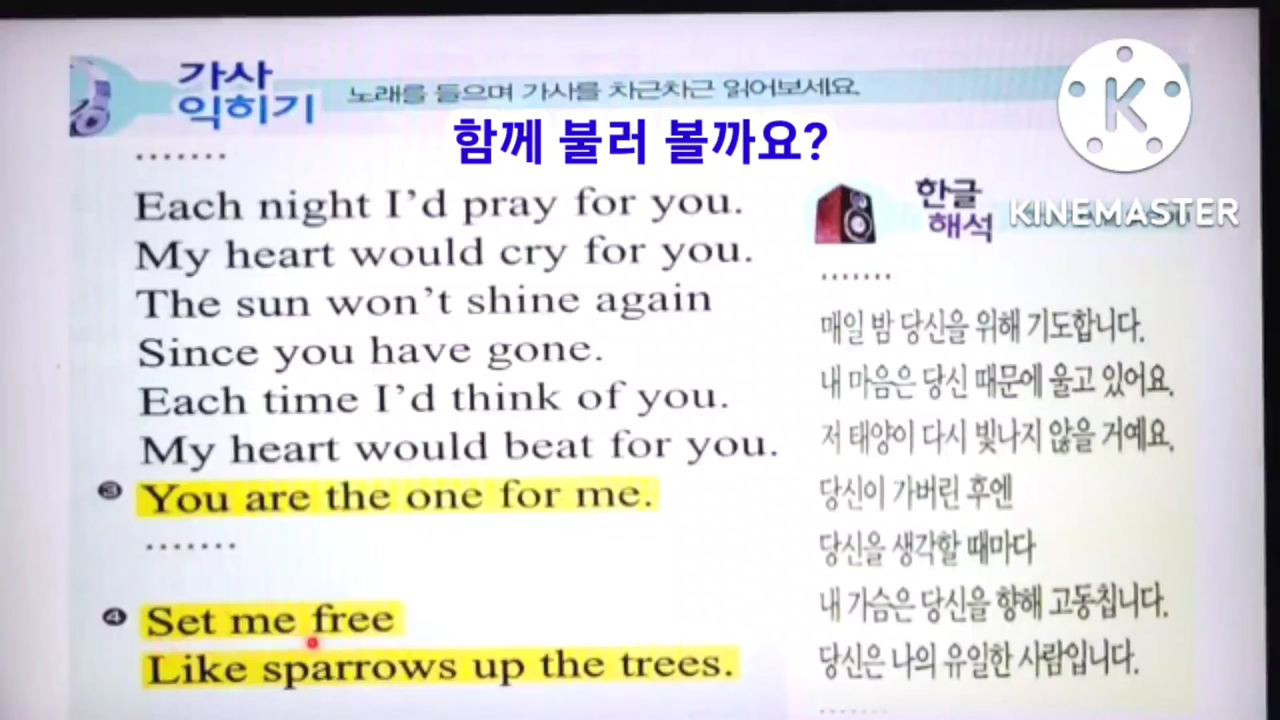 가사
익히기
노래를 들으며 가사를 차근차근 읽어보세요.
함께 불러 볼까요?
K
KINEMASTER
.......
Each night I'd pray for you.
My heart would cry for you.
The sun won't shine again
Since you have gone.
Each time I'd think of you.
My heart would beat for you.
❸ You are the one for me.
.......
❹ Set me free
Like sparrows up the trees.
한글
해석
.......
매일 밤 당신을 위해 기도합니다.
내 마음은 당신 때문에 울고 있어요.
저 태양이 다시 빛나지 않을 거예요.
당신이 가버린 후엔
당신을 생각할 때마다
내 가슴은 당신을 향해 고동칩니다.
당신은 나의 유일한 사람입니다.
.......